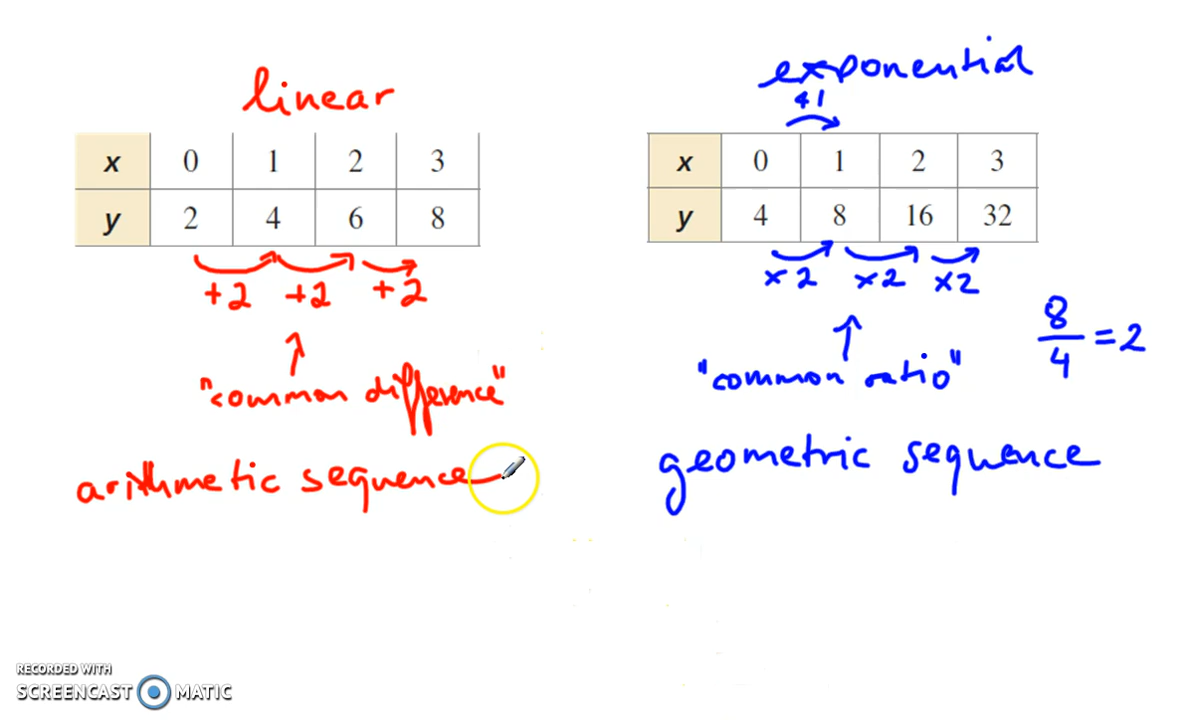 linear
x 0 1 2 3
y 2 4 6 8
+2 +2 +2
"common difference"
arithmetic sequence
exponential
+1
x 0 1 2 3
y 4 8 16 32
×2 ×2 ×2
8
4 = 2
"common ratio"
geometric sequence
RECORDED WITH
SCREENCAST MATIC